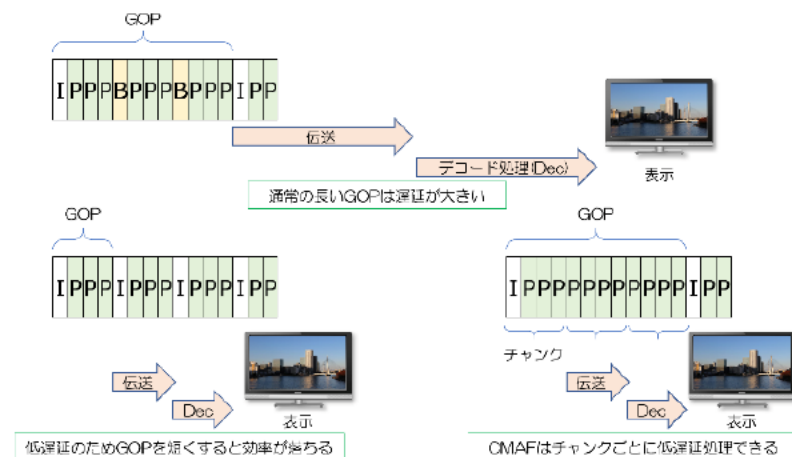 GOP
IPPPBPPPPBPPPIPP
伝送
デコード処理(Dec)
表示
通常の長いGOPは遅延が大きい
GOP
IPPPIPPPIPPPIPP
伝送
Dec
表示
低遅延のためGOPを短くすると効率が落ちる
GOP
IPPPPPPPPPPPIPP
チャンク
伝送
Dec
表示
CMAFはチャンクごとに低遅延処理できる